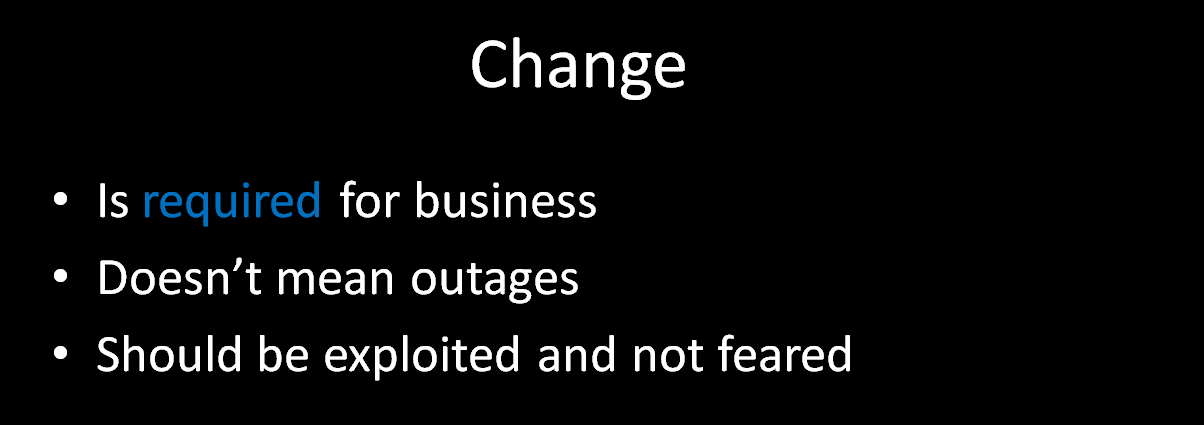 Change
• Is required for business
• Doesn’t mean outages
• Should be exploited and not feared